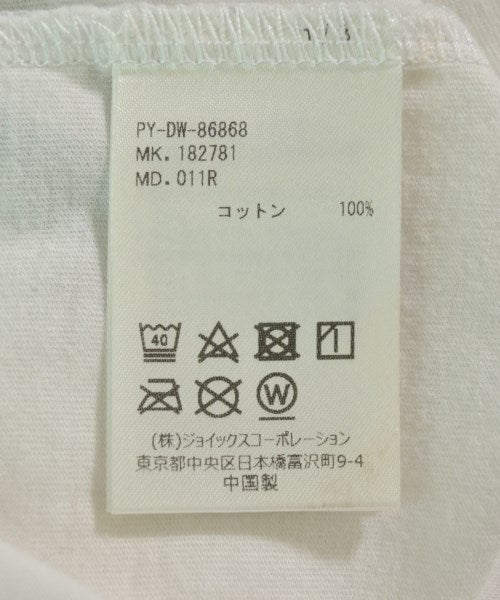 PY-DW-86868
MK. 182781
MD. 011R
コットン 100%
40
W
(株)ジョイックスコーポレーション
東京都中央区日本橋富沢町9-4
中国製